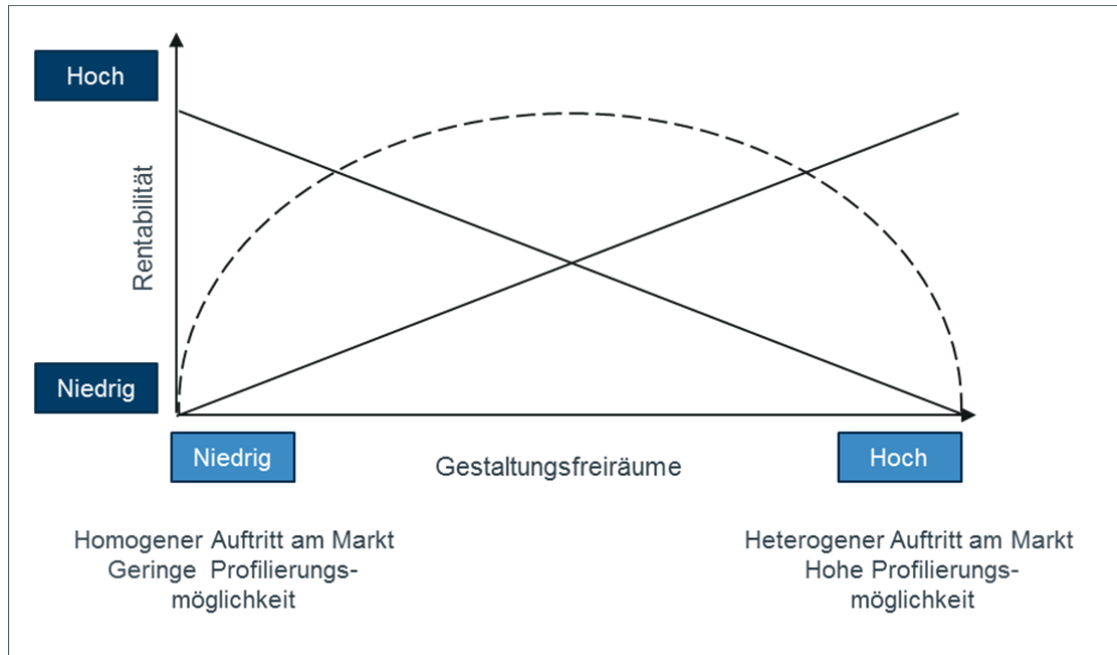 Hoch
Rentabilität
Niedrig
Niedrig
Gestaltungsfreiräume
Hoch
Homogener Auftritt am Markt
Geringe Profilierungs-
möglichkeit
Heterogener Auftritt am Markt
Hohe Profilierungs-
möglichkeit